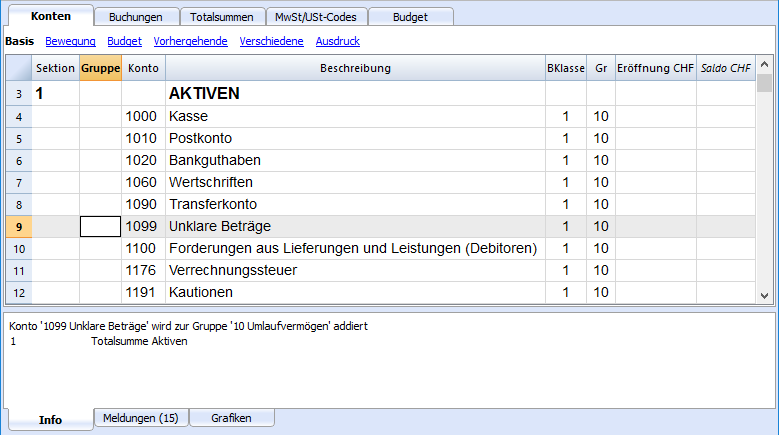 Konten Buchungen Totalsummen MwSt/USt-Codes Budget
Basis Bewegung Budget Vorhergehende Verschiedene Ausdruck
Sektion Gruppe Konto Beschreibung BKlasse Gr Eröffnung CHF Saldo CHF
3 1 AKTIVEN
4 1000 Kasse 1 10
5 1010 Postkonto 1 10
6 1020 Bankguthaben 1 10
7 1060 Wertschriften 1 10
8 1090 Transferkonto 1 10
9 1099 Unklare Beträge 1 10
10 1100 Forderungen aus Lieferungen und Leistungen (Debitoren) 1 10
11 1176 Verrechnungssteuer 1 10
12 1191 Kautionen 1 10
Konto '1099 Unklare Beträge' wird zur Gruppe '10 Umlaufvermögen' addiert
1 Totalsumme Aktiven
Info Meldungen (15) Grafiken